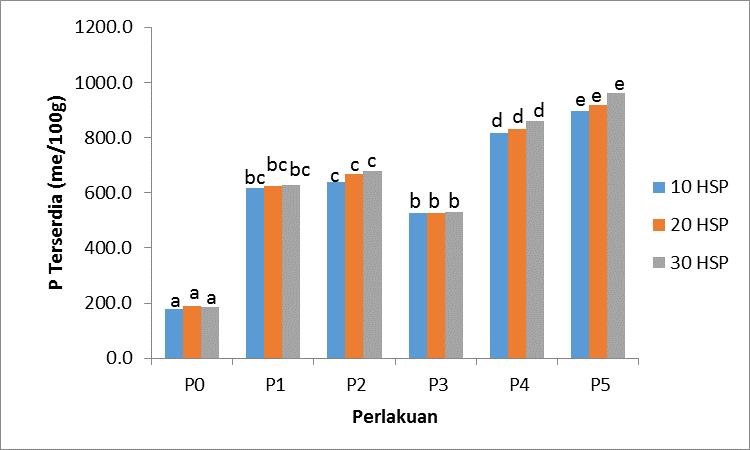 1200.0
1000.0
800.0
600.0
400.0
200.0
0.0
P Terserdia (me/100g)
a a a
bc bc bc
c c c
b b b
d d d
e e e
P0 P1 P2 P3 P4 P5
Perlakuan
10 HSP
20 HSP
30 HSP